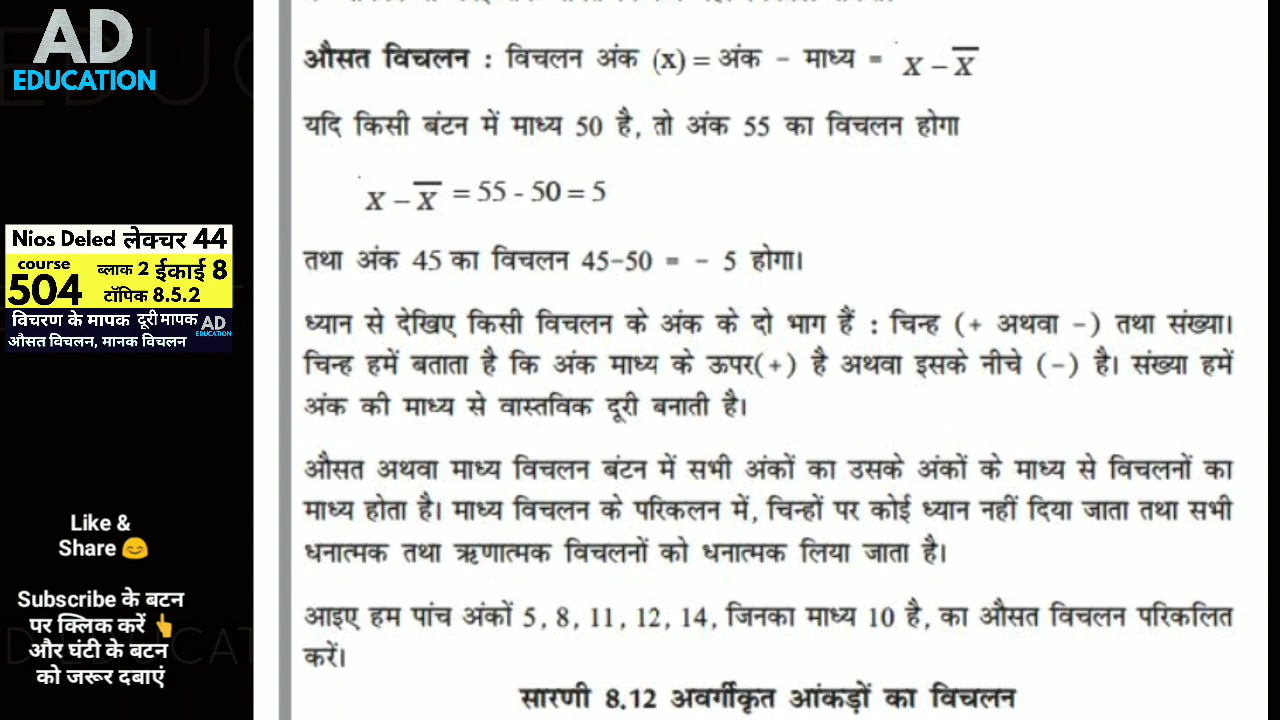 AD
EDUCATION
Nios Deled लेक्चर 44
course
504
ब्लाक 2 ईकाई 8
टॉपिक 8.5.2
विचरण के मापक दूरी मापक
AD
EDUCATION
औसत विचलन, मानक विचलन
Like &
Share 😊
Subscribe के बटन
पर क्लिक करें 👆
और घंटी के बटन
को जरूर दबाएं
औसत विचलन : विचलन अंक (x) = अंक - माध्य = X – X̄
यदि किसी बंटन में माध्य 50 है, तो अंक 55 का विचलन होगा
X – X̄ = 55 - 50 = 5
तथा अंक 45 का विचलन 45-50 = - 5 होगा।
ध्यान से देखिए किसी विचलन के अंक के दो भाग हैं : चिन्ह (+ अथवा -) तथा संख्या।
चिन्ह हमें बताता है कि अंक माध्य के ऊपर(+) है अथवा इसके नीचे (-) है। संख्या हमें
अंक की माध्य से वास्तविक दूरी बनाती है।
औसत अथवा माध्य विचलन बंटन में सभी अंकों का उसके अंकों के माध्य से विचलनों का
माध्य होता है। माध्य विचलन के परिकलन में, चिन्हों पर कोई ध्यान नहीं दिया जाता तथा सभी
धनात्मक तथा ऋणात्मक विचलनों को धनात्मक लिया जाता है।
आइए हम पांच अंकों 5, 8, 11, 12, 14, जिनका माध्य 10 है, का औसत विचलन परिकलित
करें।
सारणी 8.12 अवर्गीकृत आंकड़ों का विचलन